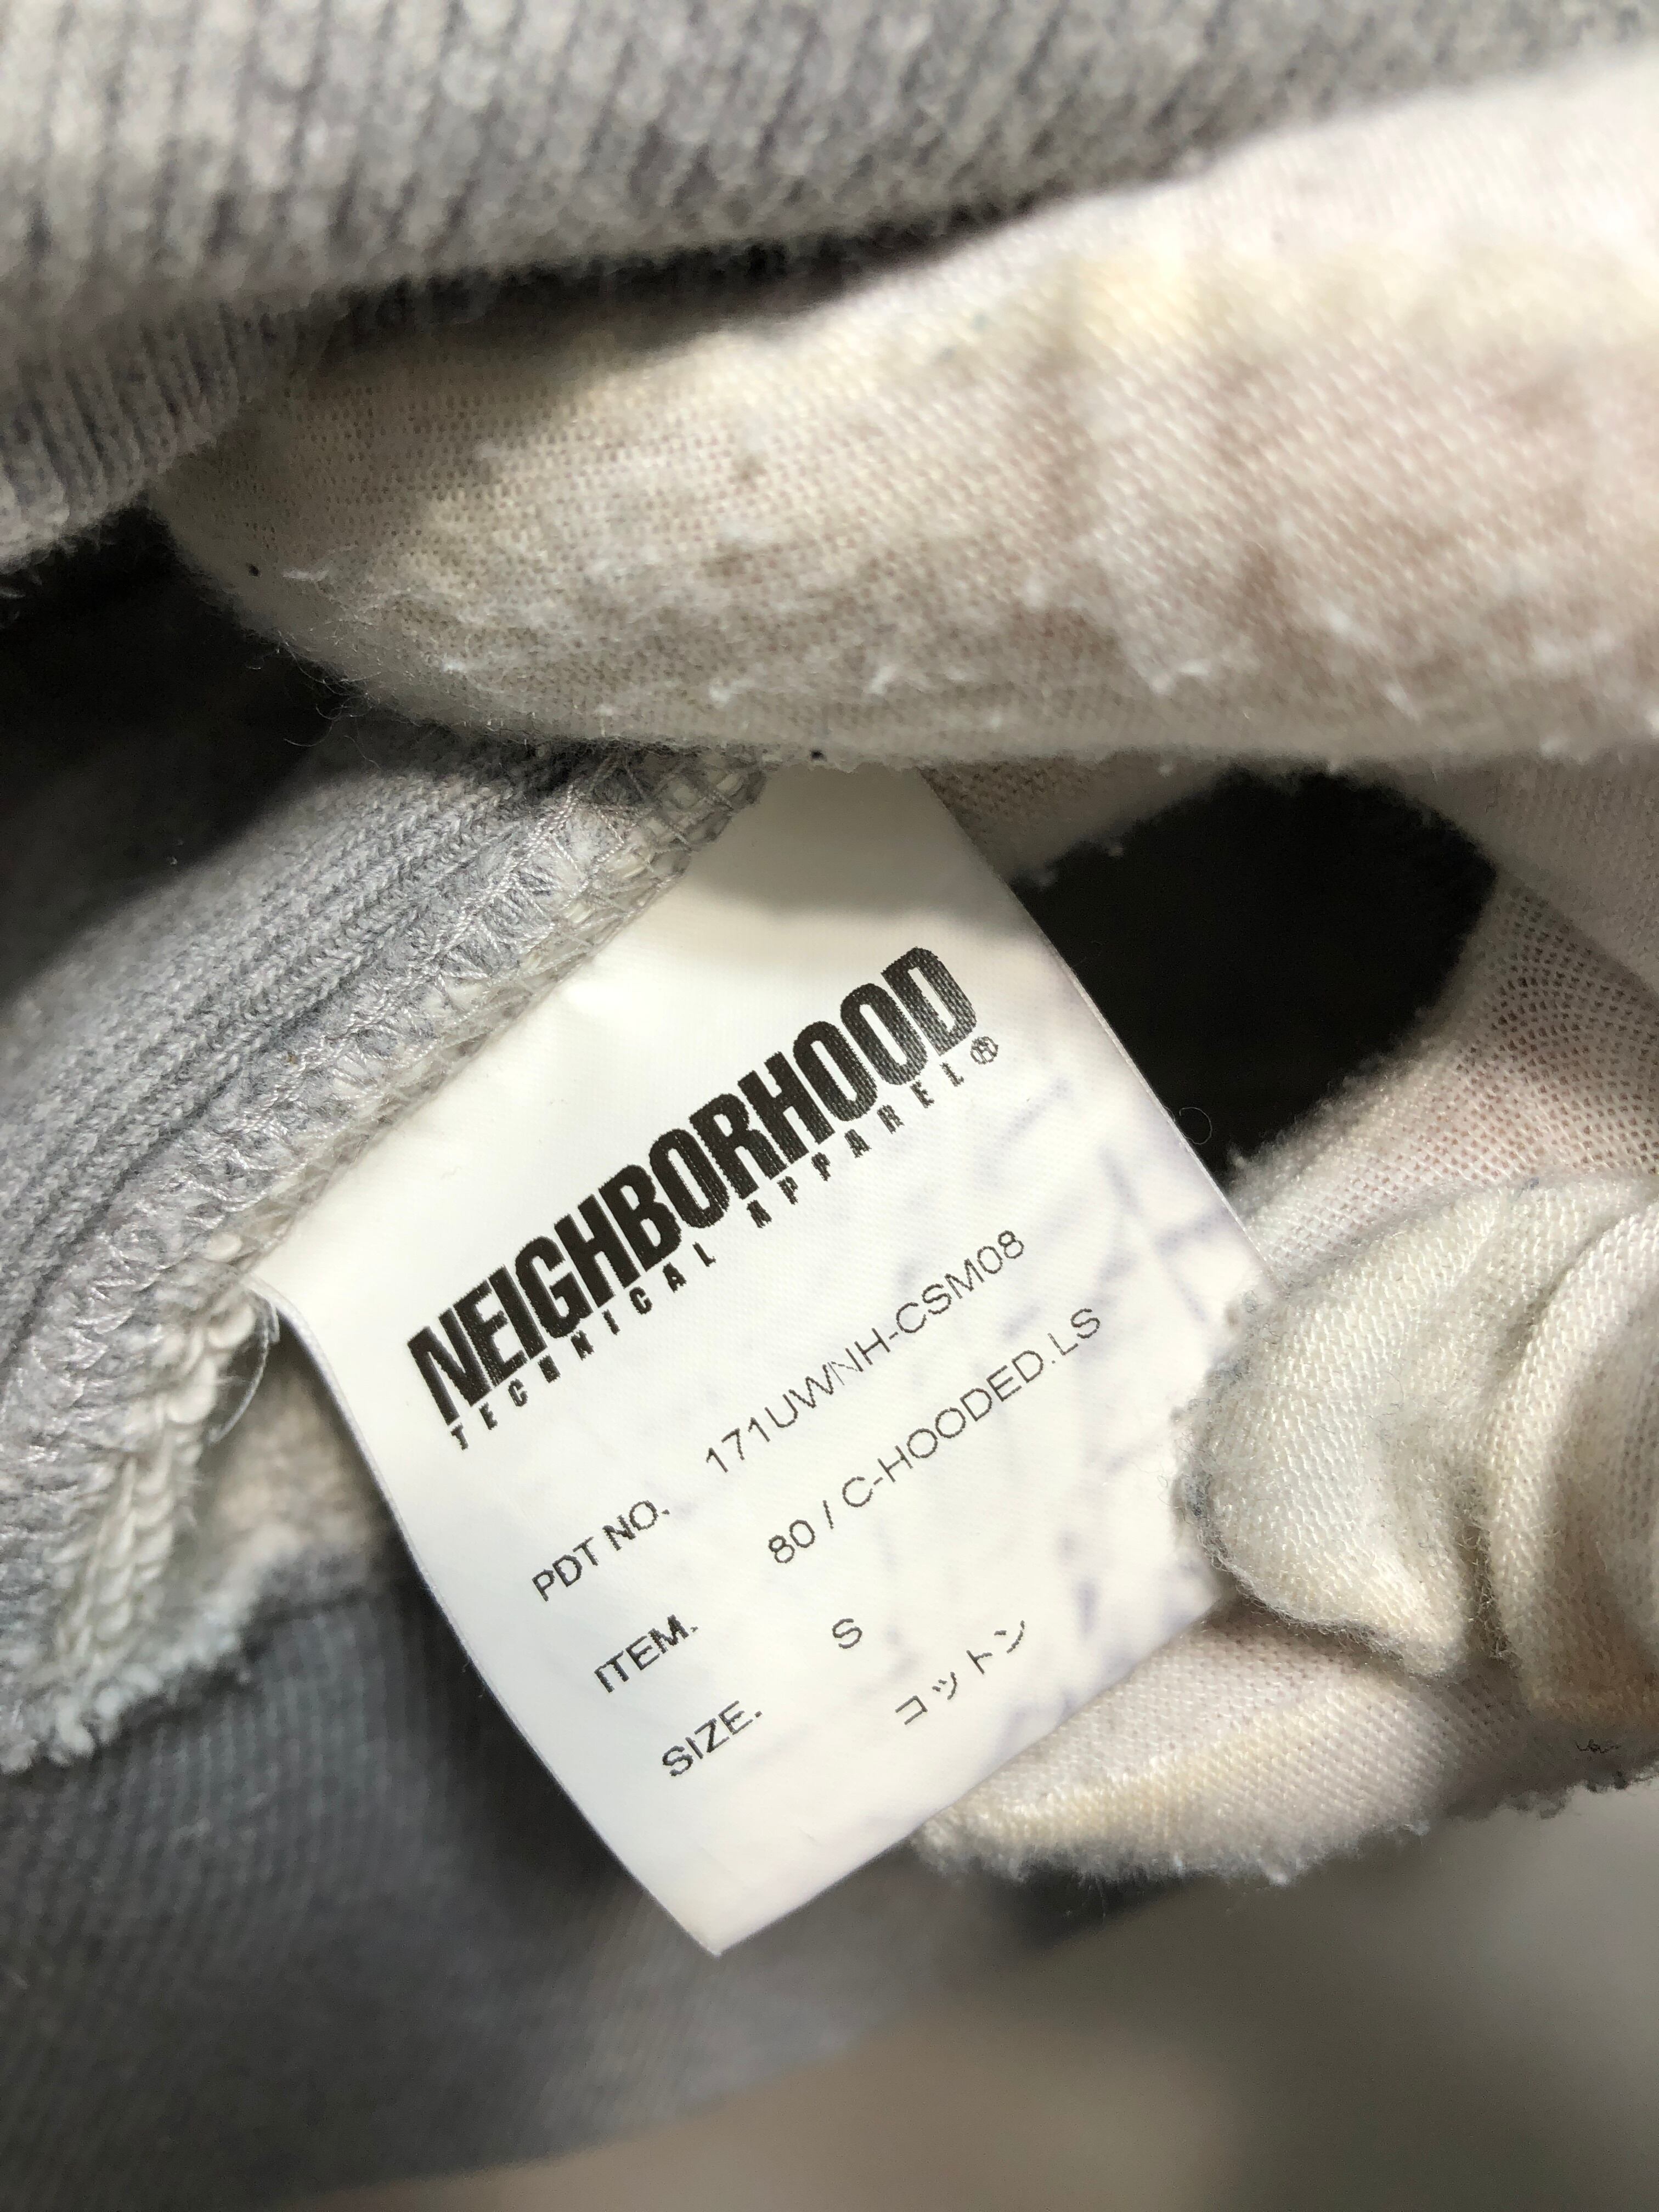 NEIGHBORHOOD
TECHNICAL APPAREL®
PDT NO. 171UWNH-CSM08
ITEM. 80 / C-HOODED.LS
SIZE. S
コットン